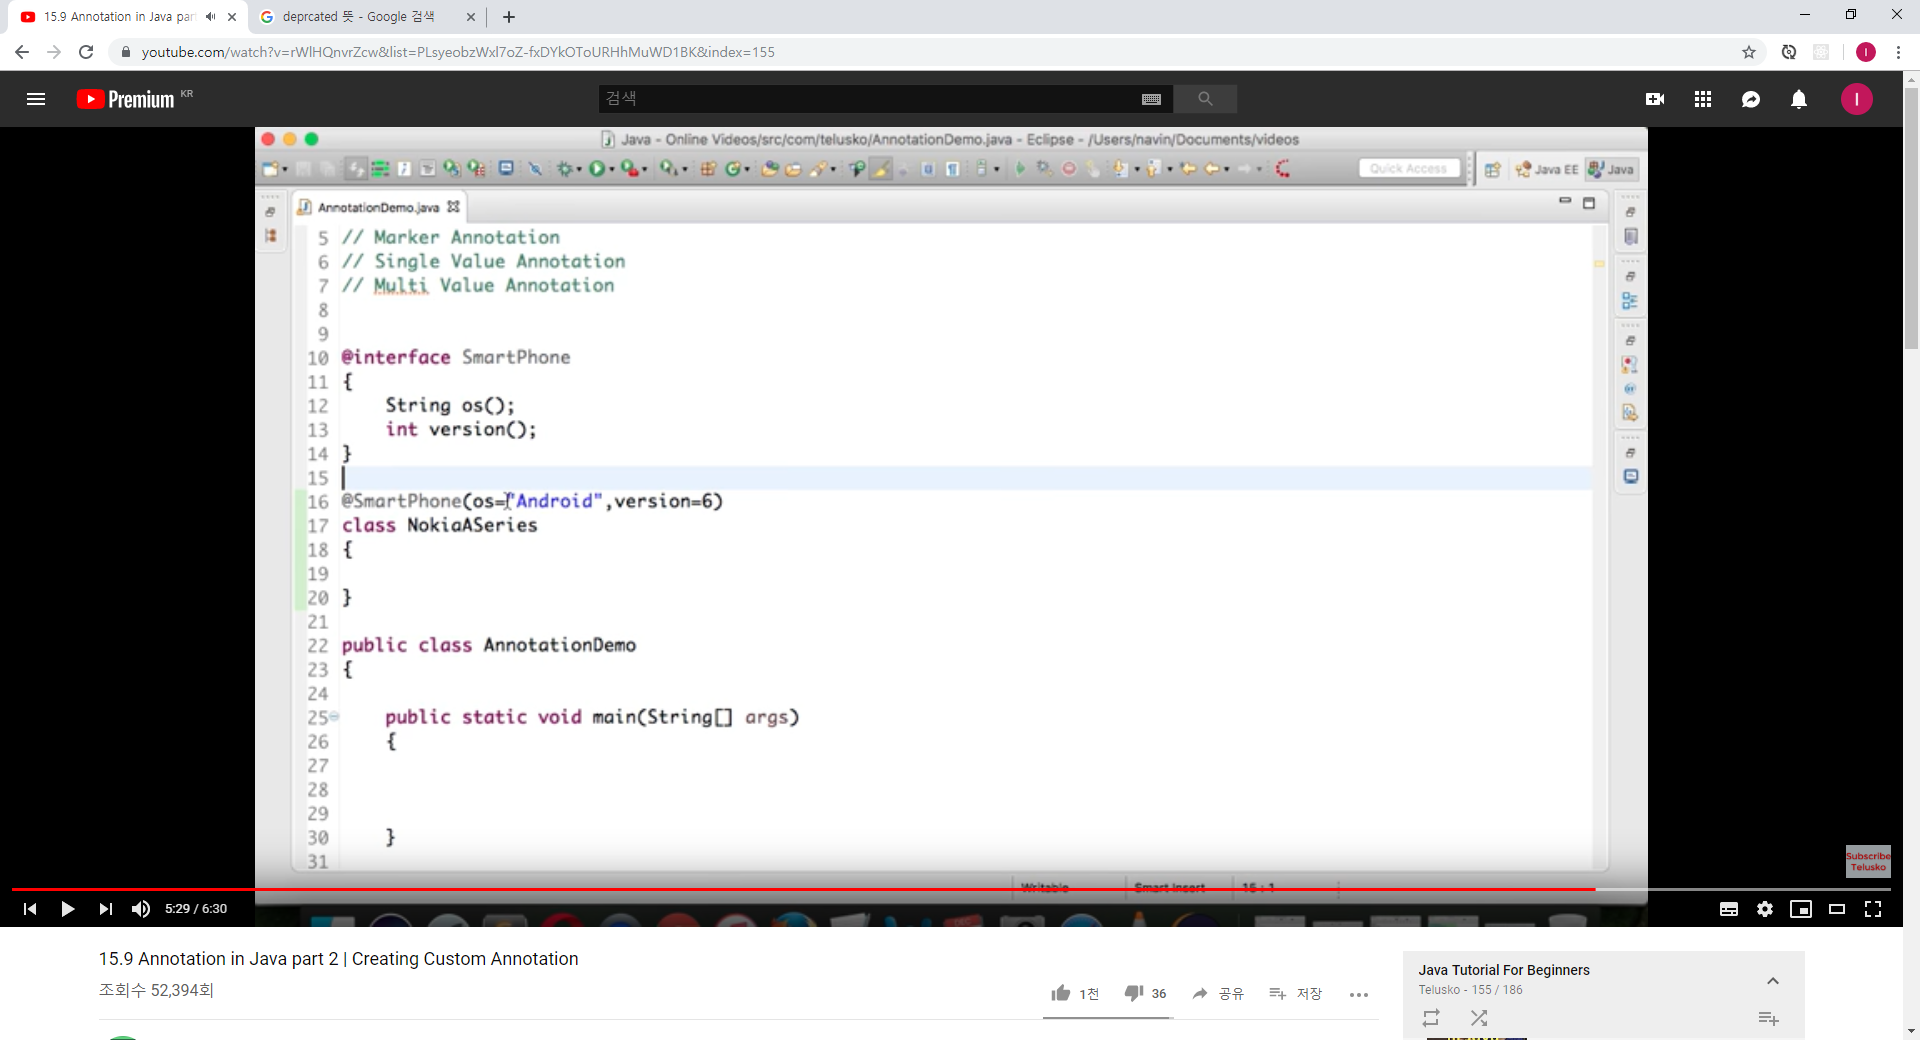 15.9 Annotation in Java par
deprcated 뜻 - Google 검색
youtube.com/watch?v=rWlHQnvrZcw&list=PLsyeobzWxl7oZ-fxDYkOToURHhMuWD1BK&index=155
I
Premium KR
검색
I
Java - Online Videos/src/com/telusko/AnnotationDemo.java - Eclipse - /Users/navin/Documents/videos
Quick Access
Java EE
Java
AnnotationDemo.java
5 // Marker Annotation
6 // Single Value Annotation
7 // Multi Value Annotation
8
9
10 @interface SmartPhone
11 {
12 String os();
13 int version();
14 }
15
16 @SmartPhone(os="Android",version=6)
17 class NokiaASeries
18 {
19
20 }
21
22 public class AnnotationDemo
23 {
24
25 public static void main(String[] args)
26 {
27
28
29
30 }
31
Subscribe
Telusko
Writable
Smart Insert
15 : 1
5:29 / 6:30
15.9 Annotation in Java part 2 | Creating Custom Annotation
조회수 52,394회
1천
36
공유
저장
Java Tutorial For Beginners
Telusko - 155 / 186